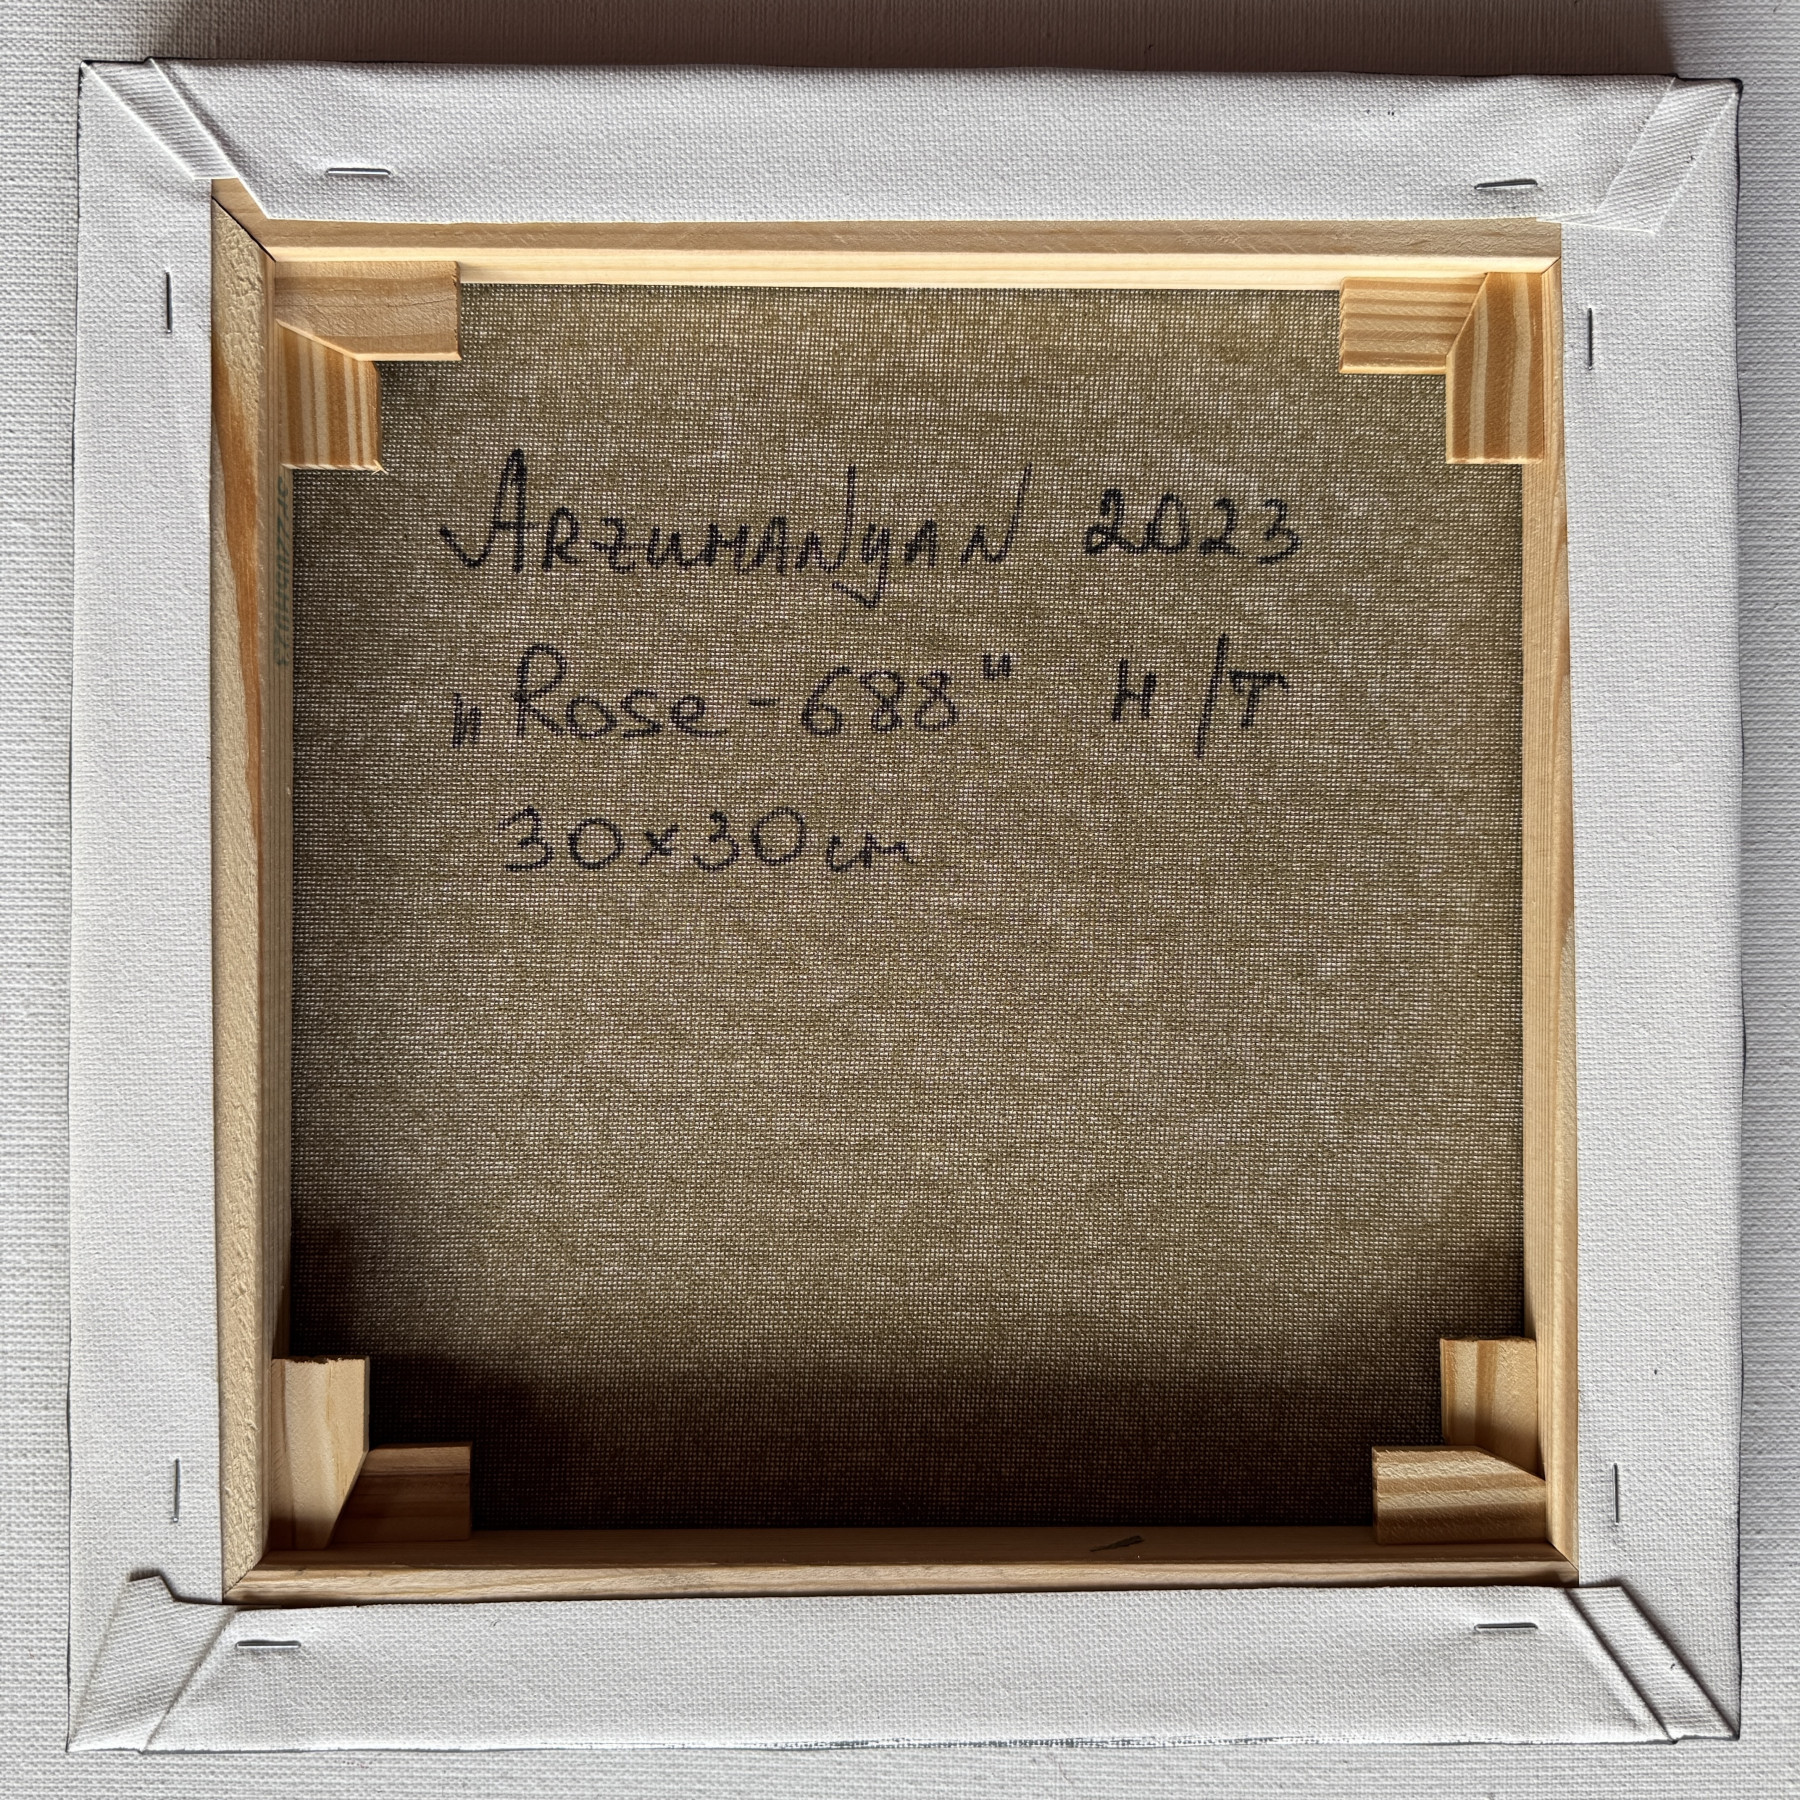 ARZUMANyAN 2023
„Rose-688" H/T
30x30cm